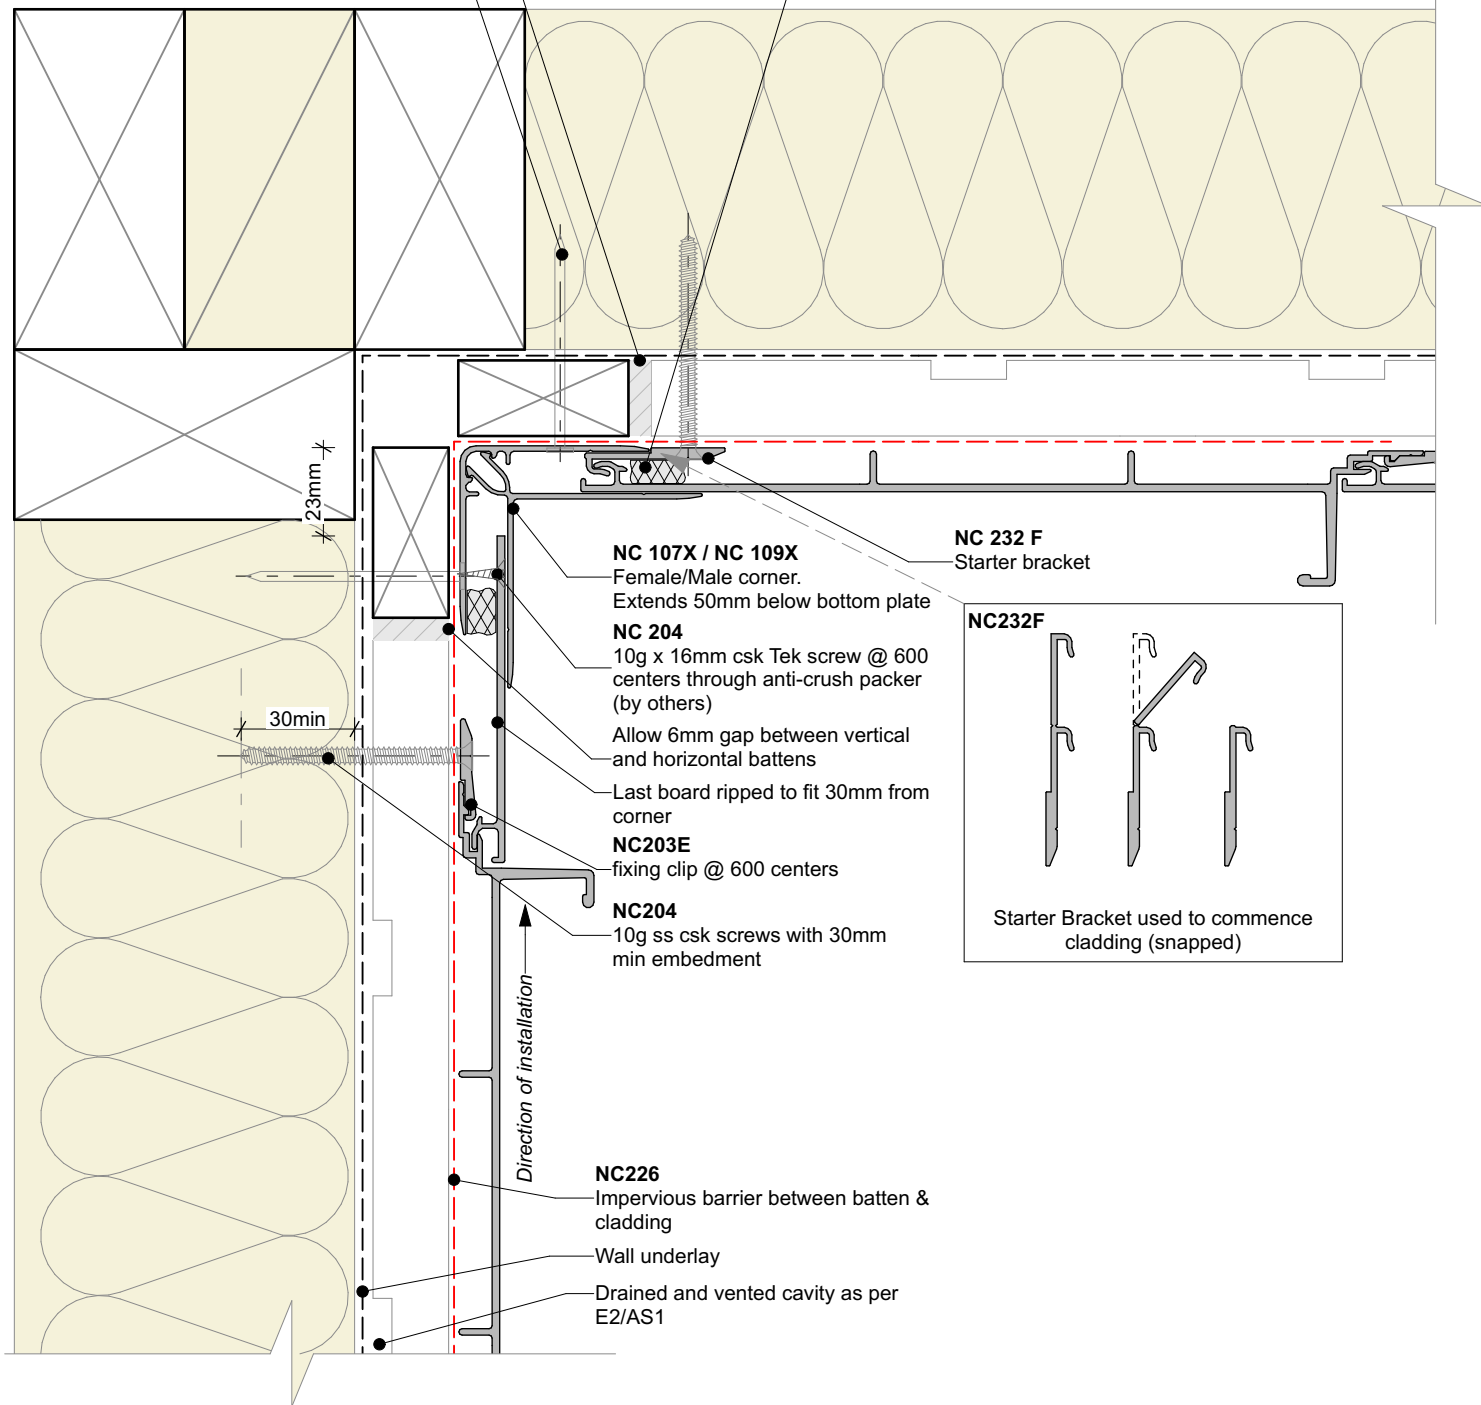 23mm
30min
NC 107X / NC 109X
Female/Male corner.
Extends 50mm below bottom plate
NC 204
10g x 16mm csk Tek screw @ 600
centers through anti-crush packer
(by others)
Allow 6mm gap between vertical
and horizontal battens
Last board ripped to fit 30mm from
corner
NC203E
fixing clip @ 600 centers
NC204
10g ss csk screws with 30mm
min embedment
Direction of installation
NC 232 F
Starter bracket
NC232F
Starter Bracket used to commence
cladding (snapped)
NC226
Impervious barrier between batten &
cladding
Wall underlay
Drained and vented cavity as per
E2/AS1